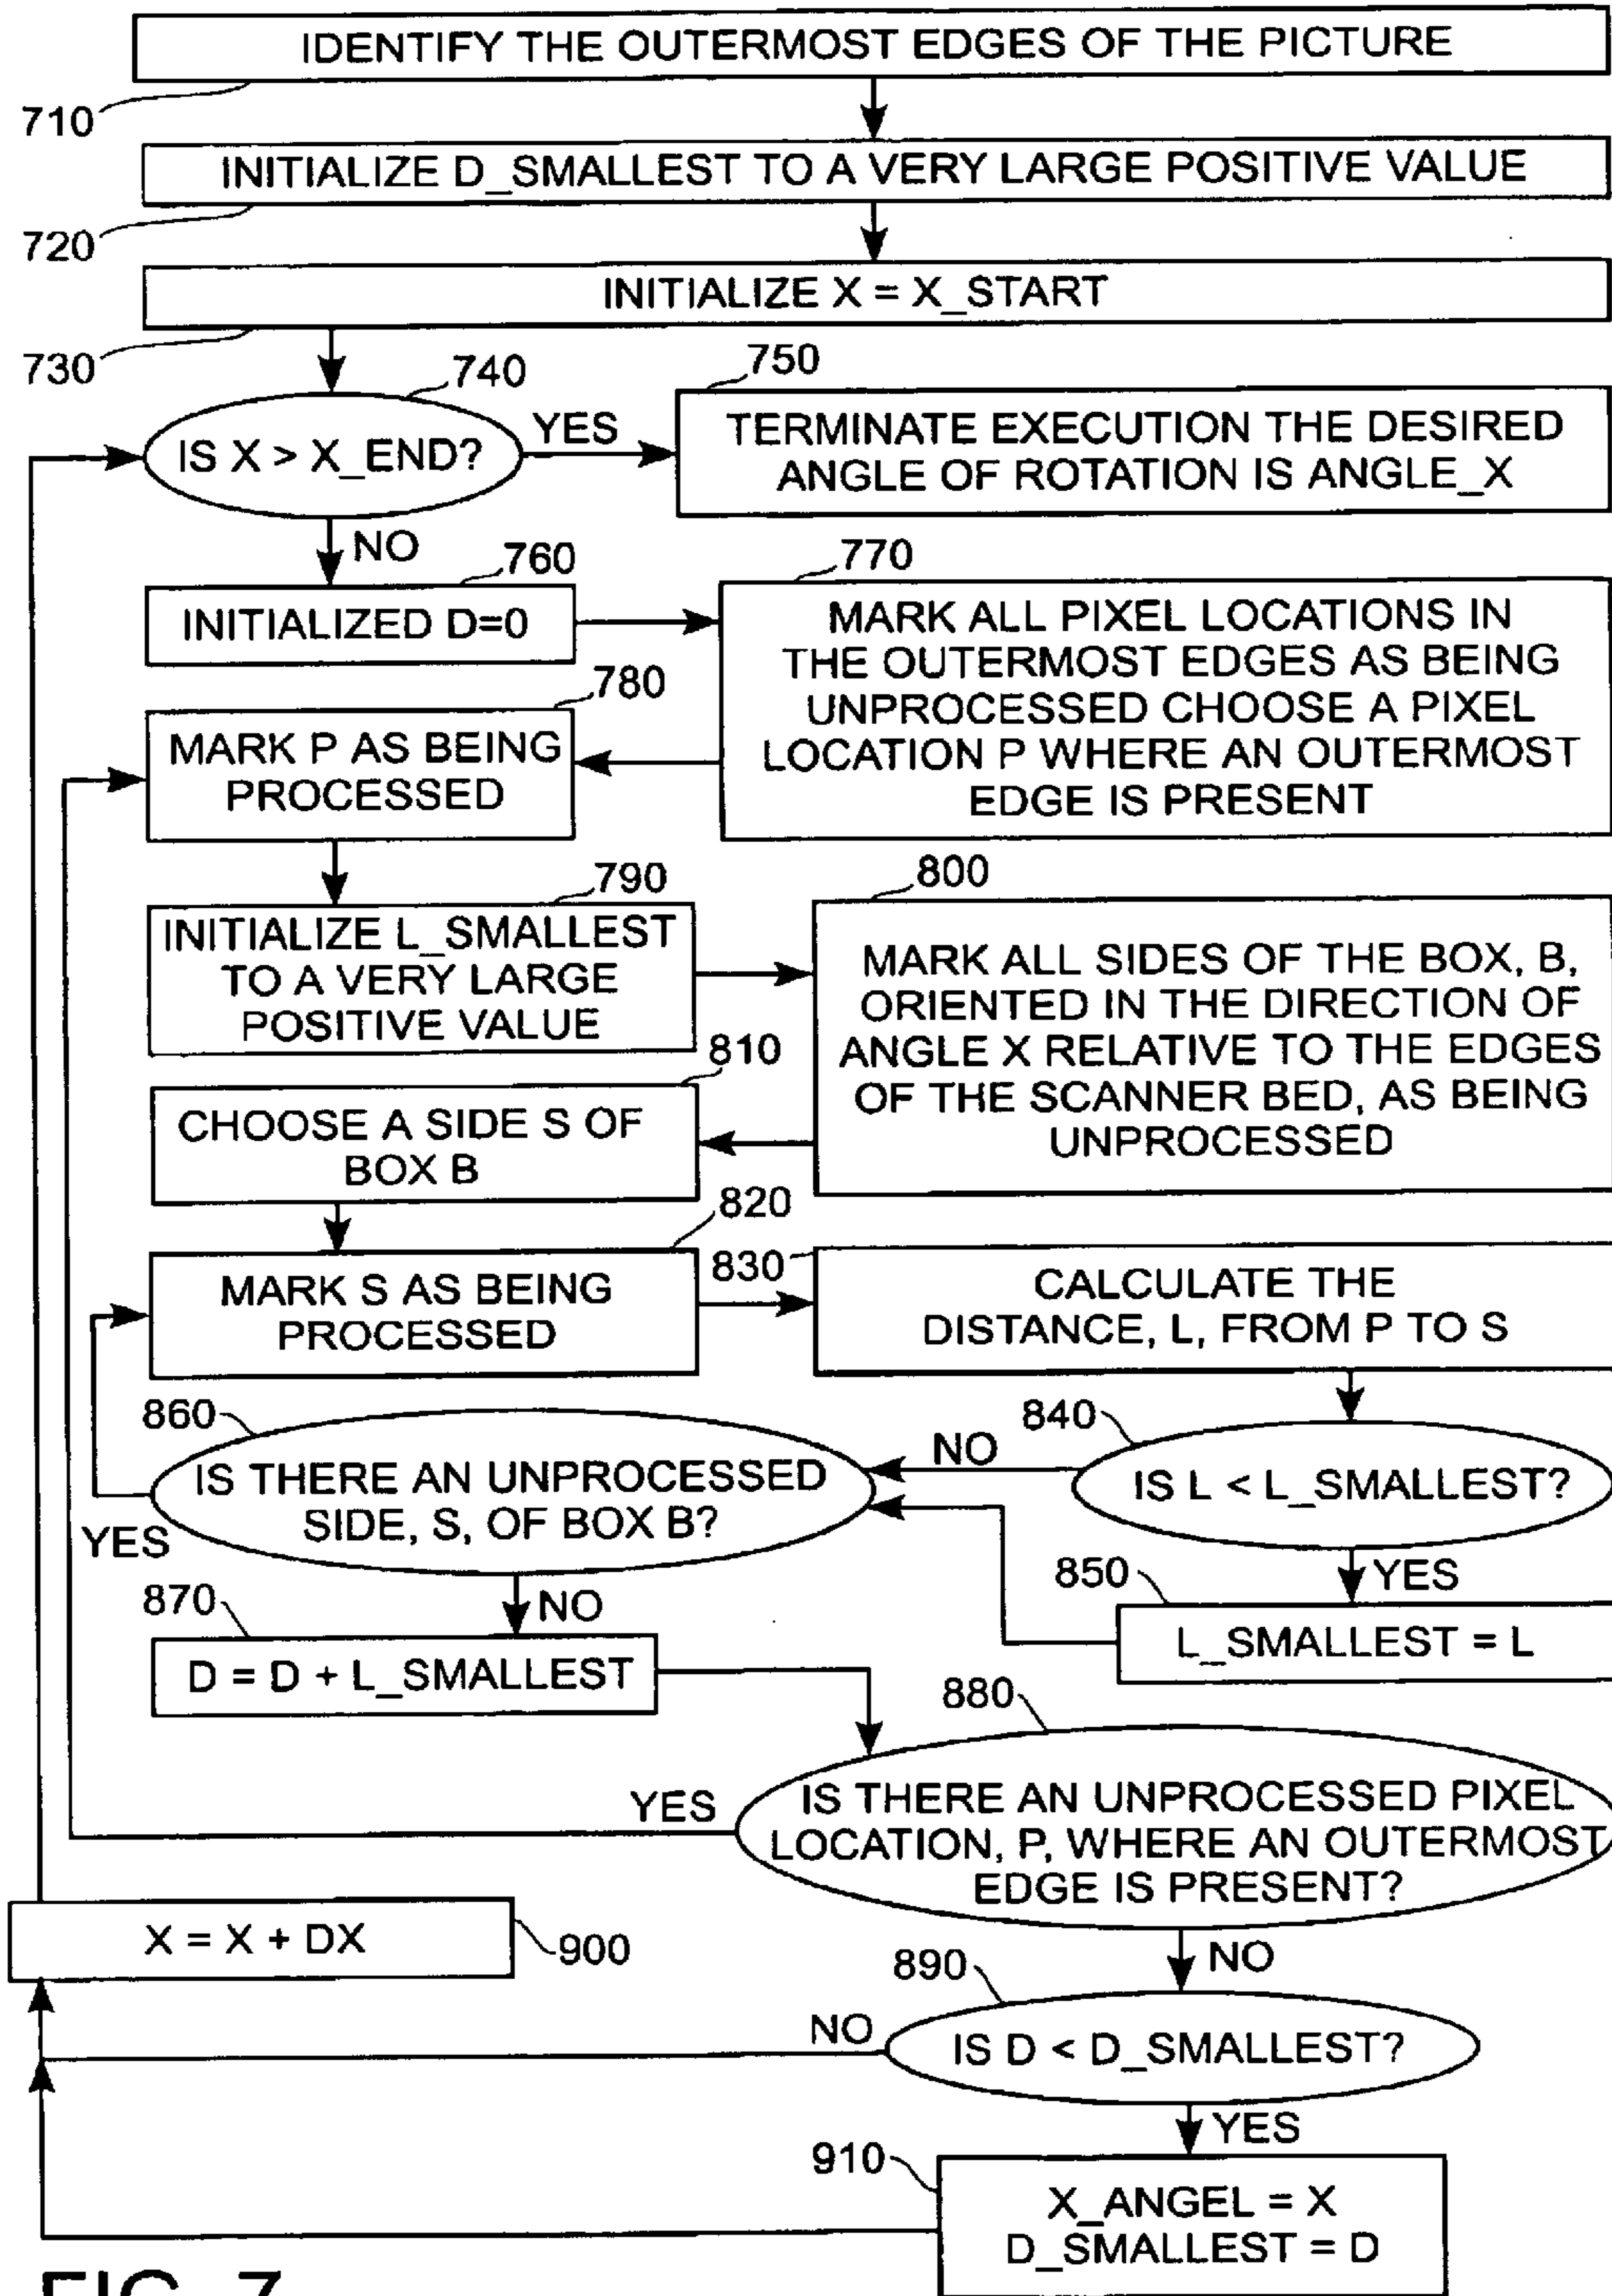 IDENTIFY THE OUTERMOST EDGES OF THE PICTURE
710
INITIALIZE D_SMALLEST TO A VERY LARGE POSITIVE VALUE
720
INITIALIZE X = X_START
730
740
IS X > X_END?
YES
750
TERMINATE EXECUTION THE DESIRED
ANGLE OF ROTATION IS ANGLE_X
NO
760
INITIALIZED D=0
770
MARK ALL PIXEL LOCATIONS IN
THE OUTERMOST EDGES AS BEING
UNPROCESSED CHOOSE A PIXEL
LOCATION P WHERE AN OUTERMOST
EDGE IS PRESENT
780
MARK P AS BEING
PROCESSED
790
INITIALIZE L_SMALLEST
TO A VERY LARGE
POSITIVE VALUE
800
MARK ALL SIDES OF THE BOX, B,
ORIENTED IN THE DIRECTION OF
ANGLE X RELATIVE TO THE EDGES
OF THE SCANNER BED, AS BEING
UNPROCESSED
810
CHOOSE A SIDE S OF
BOX B
820
MARK S AS BEING
PROCESSED
830
CALCULATE THE
DISTANCE, L, FROM P TO S
840
IS L < L_SMALLEST?
NO
YES
850
L_SMALLEST = L
860
IS THERE AN UNPROCESSED
SIDE, S, OF BOX B?
YES
NO
870
D = D + L_SMALLEST
880
IS THERE AN UNPROCESSED PIXEL
LOCATION, P, WHERE AN OUTERMOST
EDGE IS PRESENT?
YES
NO
X = X + DX
900
890
IS D < D_SMALLEST?
NO
YES
910
X_ANGEL = X
D_SMALLEST = D
FIG. 7